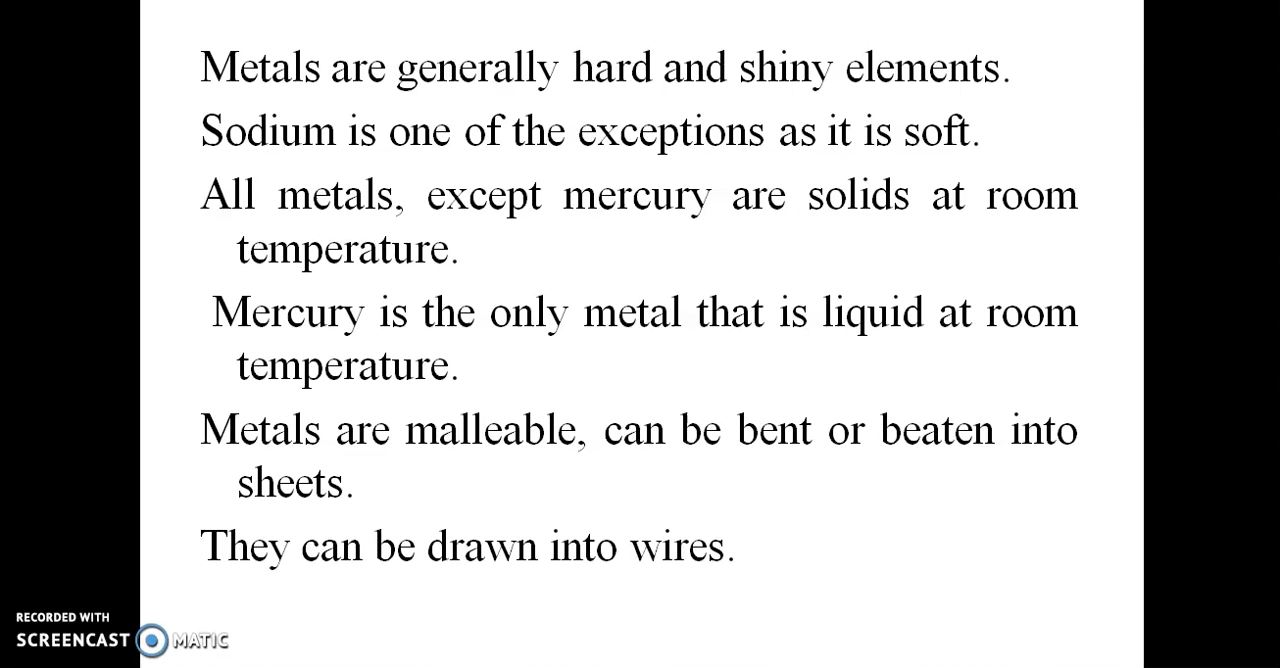 Metals are generally hard and shiny elements.
Sodium is one of the exceptions as it is soft.
All metals, except mercury are solids at room
temperature.
Mercury is the only metal that is liquid at room
temperature.
Metals are malleable, can be bent or beaten into
sheets.
They can be drawn into wires.
RECORDED WITH
SCREENCAST MATIC